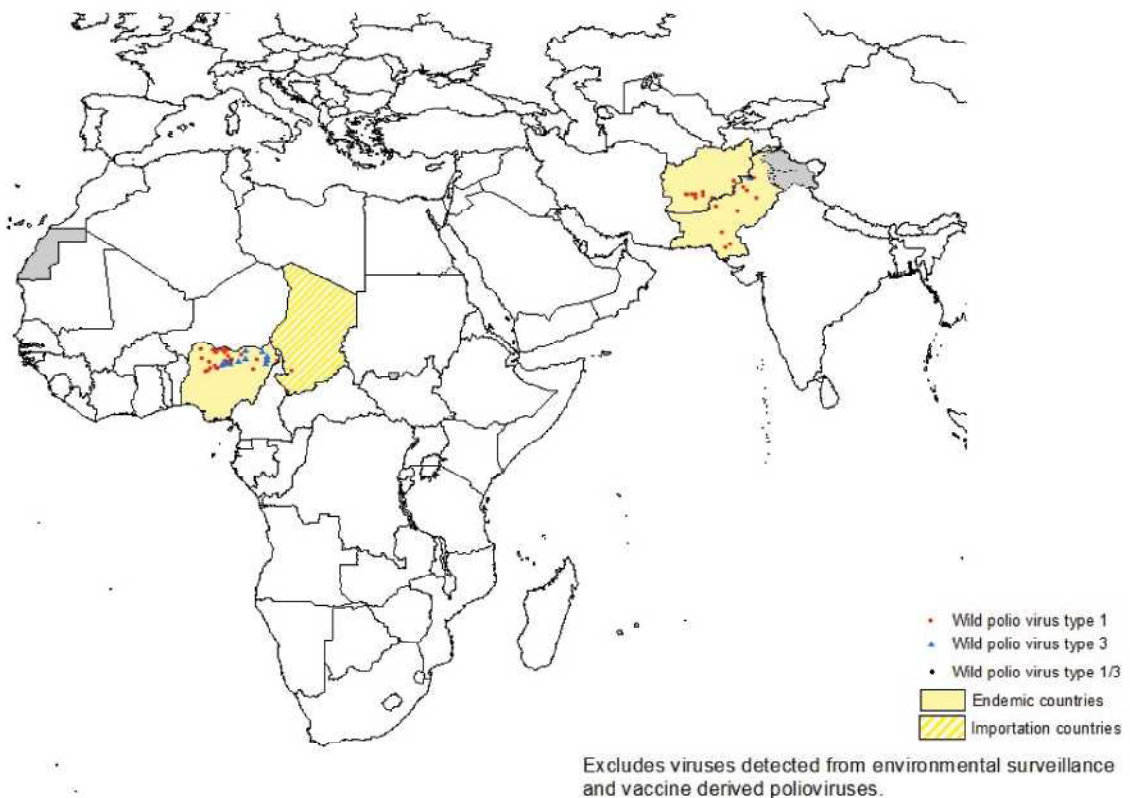 Wild polio virus type 1
Wild polio virus type 3
Wild polio virus type 1/3
Endemic countries
Importation countries
Excludes viruses detected from environmental surveillance
and vaccine derived polioviruses.